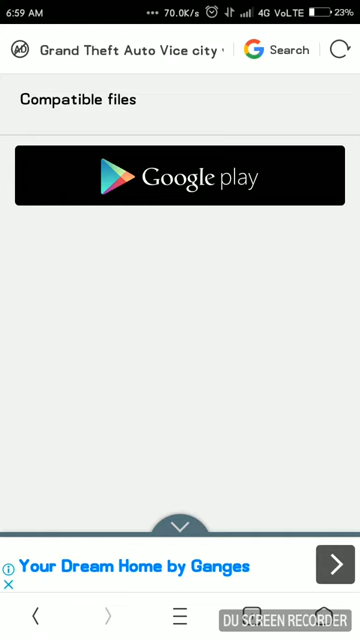 6:59 AM ••• 70.0K/s 4G VoLTE 23%
AD Grand Theft Auto Vice city Search
Compatible files
Google play
Your Dream Home by Ganges
DU SCREEN RECORDER